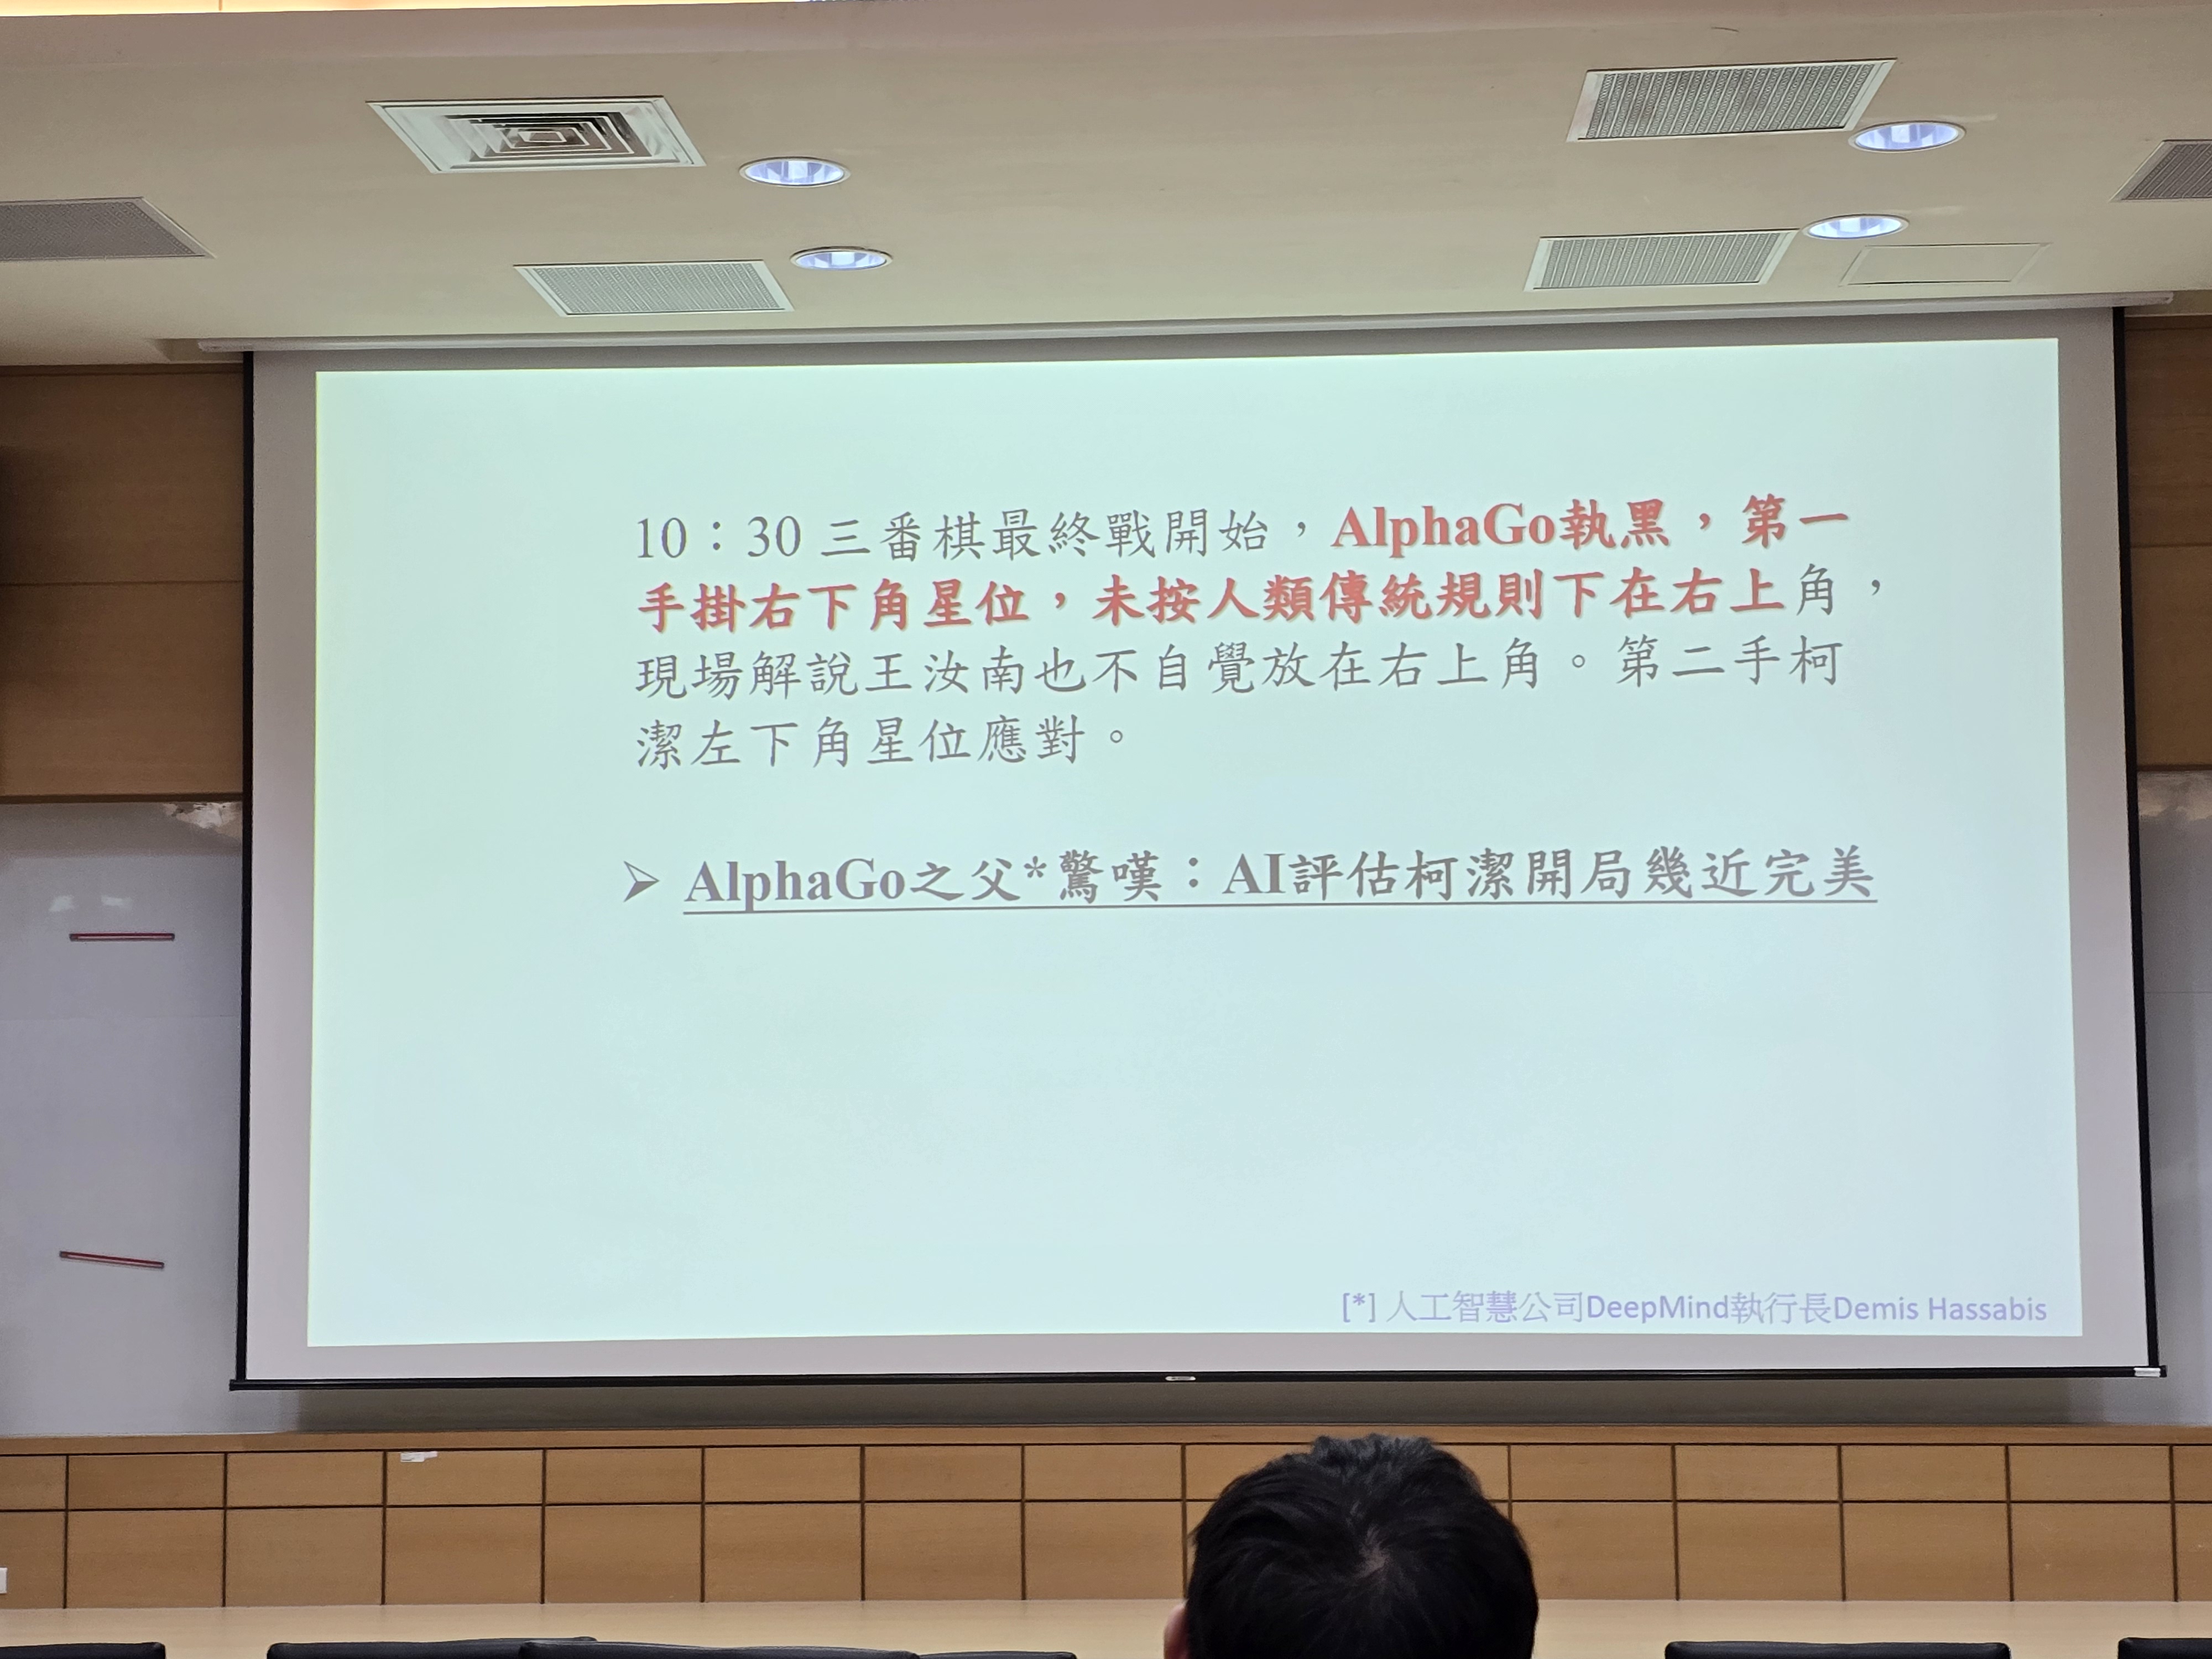 10：30 三番棋最終戰開始，AlphaGo執黑，第一
手掛右下角星位，未按人類傳統規則下在右上角，
現場解說王汝南也不自覺放在右上角。第二手柯
潔左下角星位應對。
➢ AlphaGo之父*驚嘆：AI評估柯潔開局幾近完美
[*] 人工智慧公司DeepMind執行長Demis Hassabis